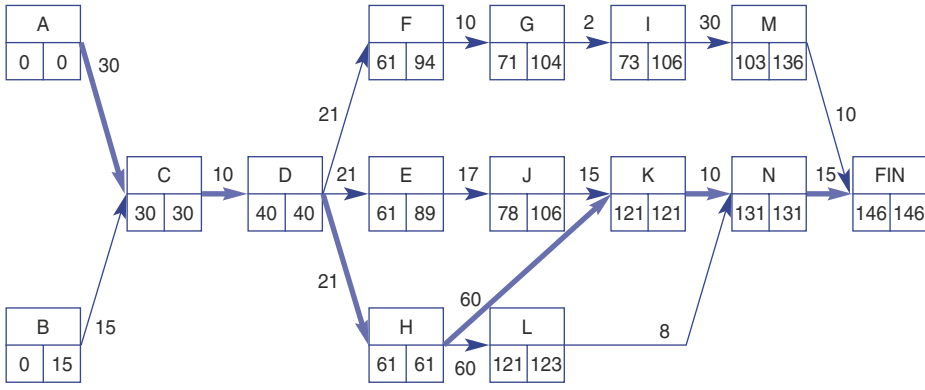 A F 10 G 2 I 30 M
0 0 30 61 94 71 104 73 106 103 136
21 10
C 10 D 21 E 17 J 15 K 10 N 15 FIN
30 30 40 40 61 89 78 106 121 121 131 131 146 146
21
B 15 H 60 L 8
0 15 61 61 60 121 123